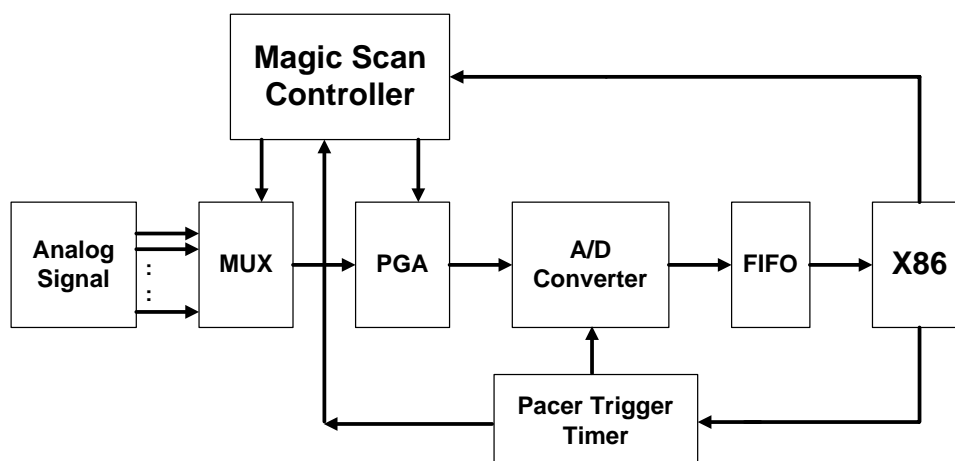 Magic Scan
Controller
Analog
Signal
:
:
MUX
PGA
A/D
Converter
FIFO
X86
Pacer Trigger
Timer